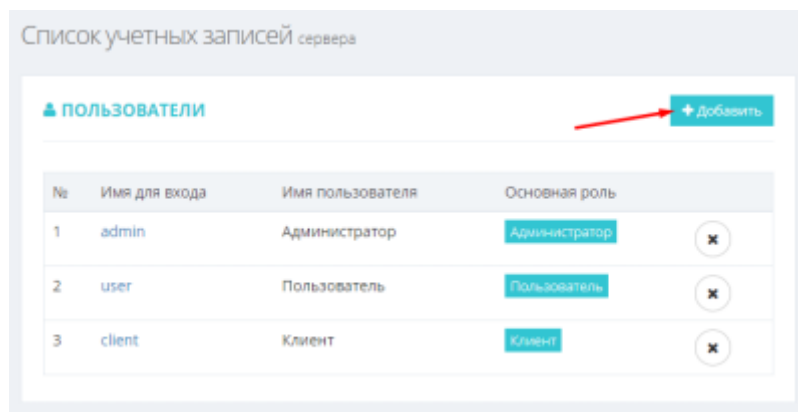 Список учетных записей сервера
ПОЛЬЗОВАТЕЛИ
+ Добавить
№ Имя для входа Имя пользователя Основная роль
1 admin Администратор Администратор
2 user Пользователь Пользователь
3 client Клиент Клиент